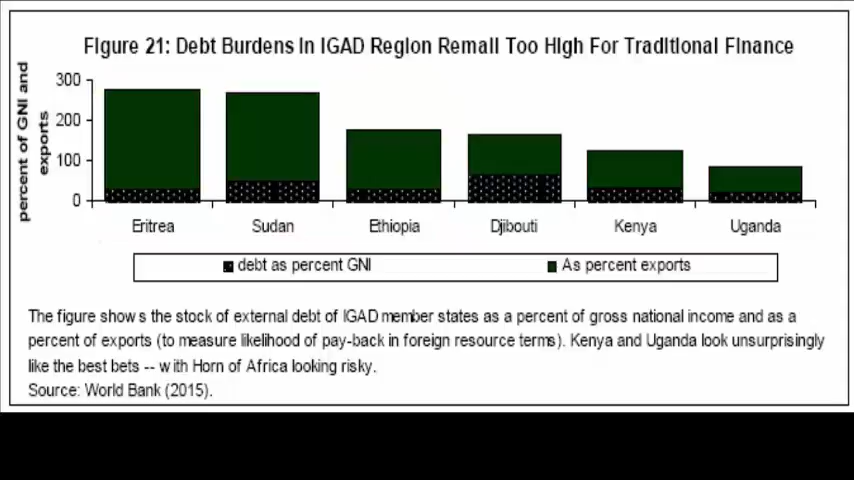 Figure 21: Debt Burdens in IGAD Region Remall Too High For Traditional Finance
percent of GNI and
exports
300
200
100
0
Eritrea Sudan Ethiopia Djibouti Kenya Uganda
debt as percent GNI As percent exports
The figure shows the stock of external debt of IGAD member states as a percent of gross national income and as a
percent of exports (to measure likelihood of pay-back in foreign resource terms). Kenya and Uganda look unsurprisingly
like the best bets -- with Horn of Africa looking risky.
Source: World Bank (2015).